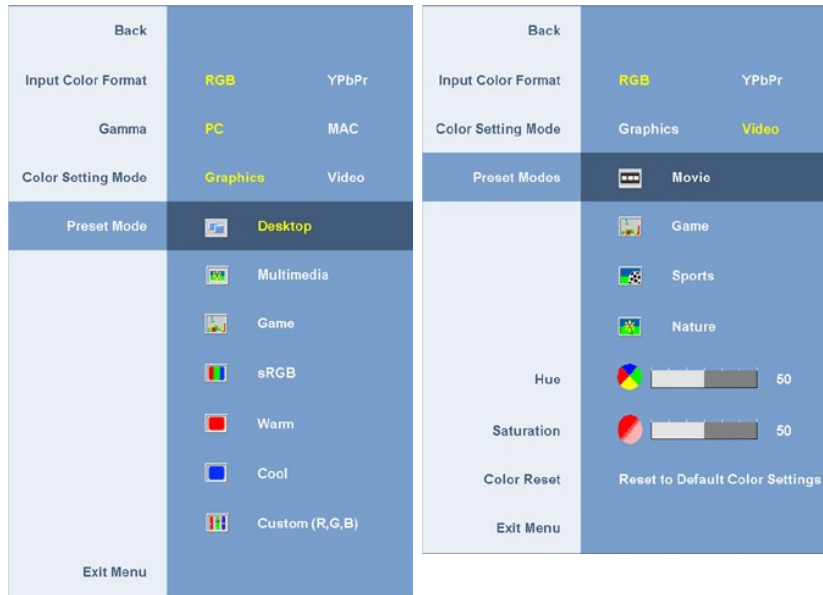 Back
Input Color Format RGB YPbPr
Gamma PC MAC
Color Setting Mode Graphics Video
Preset Mode Desktop
Multimedia
Game
sRGB
Warm
Cool
Custom (R,G,B)
Exit Menu
Back
Input Color Format RGB YPbPr
Color Setting Mode Graphics Video
Preset Modes Movie
Game
Sports
Nature
Hue 50
Saturation 50
Color Reset Reset to Default Color Settings
Exit Menu